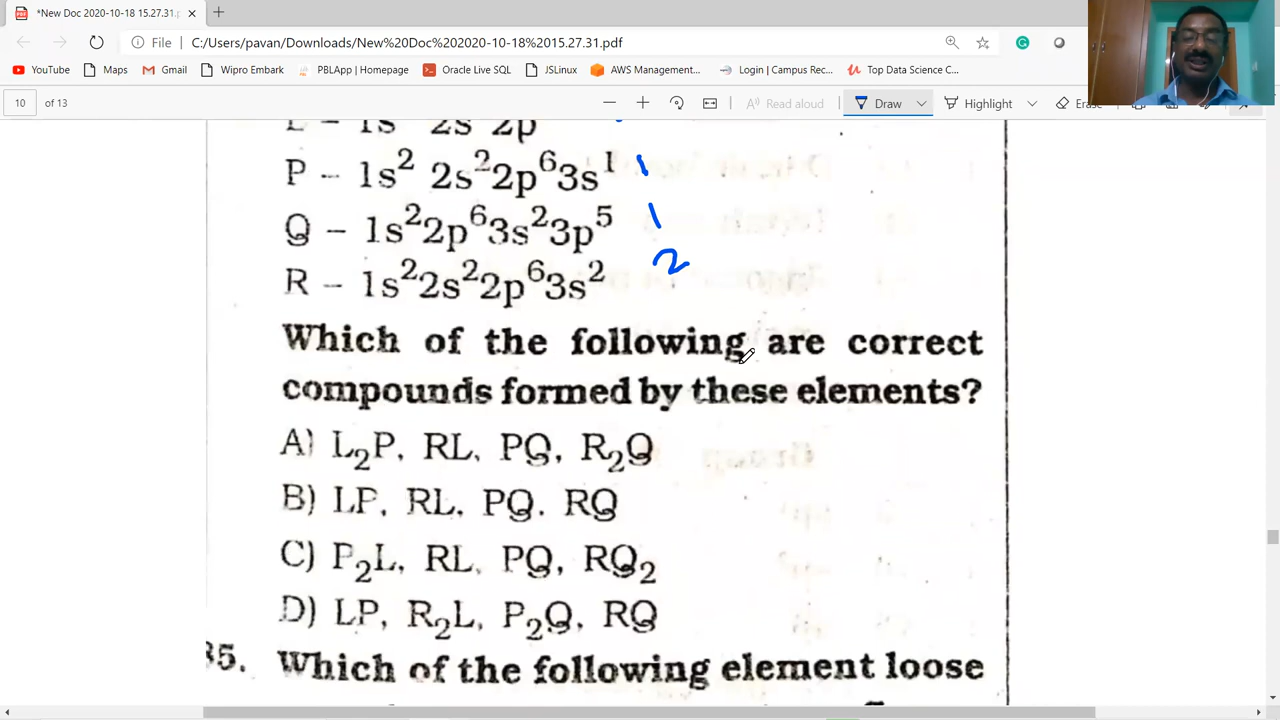 *New Doc 2020-10-18 15.27.31.p
File C:/Users/pavan/Downloads/New%20Doc%202020-10-18%2015.27.31.pdf
YouTube Maps Gmail Wipro Embark PBLApp | Homepage Oracle Live SQL JSLinux AWS Management... Login | Campus Rec... Top Data Science C...
10 of 13 Read aloud Draw Highlight Erase
L – 1s 2s 2p
P – 1s² 2s²2p⁶3s¹ 1
Q – 1s²2p⁶3s²3p⁵ 1
R – 1s²2s²2p⁶3s² 2
Which of the following are correct
compounds formed by these elements?
A) L₂P, RL, PQ, R₂Q
B) LP, RL, PQ. RQ
C) P₂L, RL, PQ, RQ₂
D) LP, R₂L, P₂Q, RQ
35. Which of the following element loose